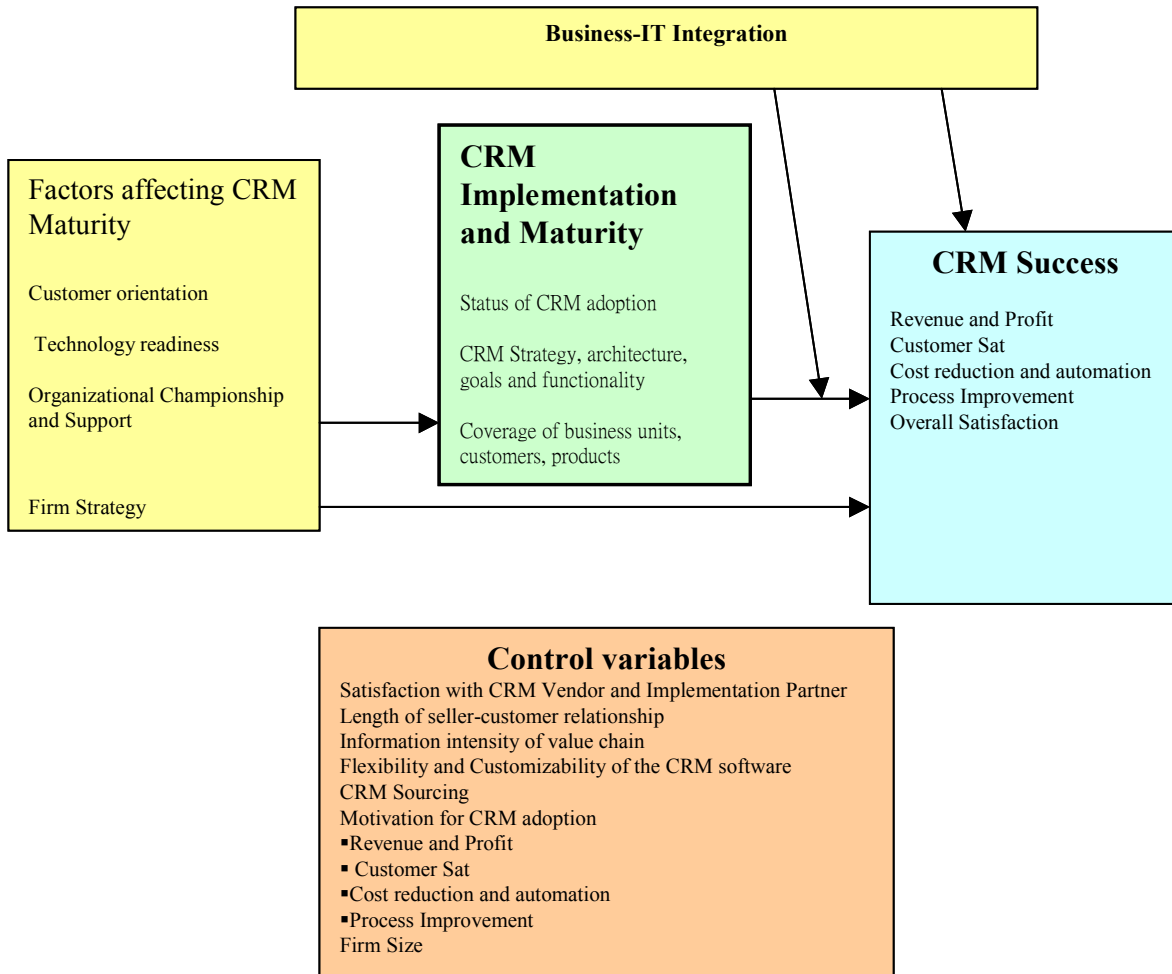 Business-IT Integration
Factors affecting CRM
Maturity
Customer orientation
Technology readiness
Organizational Championship
and Support
Firm Strategy
CRM
Implementation
and Maturity
Status of CRM adoption
CRM Strategy, architecture,
goals and functionality
Coverage of business units,
customers, products
CRM Success
Revenue and Profit
Customer Sat
Cost reduction and automation
Process Improvement
Overall Satisfaction
Control variables
Satisfaction with CRM Vendor and Implementation Partner
Length of seller-customer relationship
Information intensity of value chain
Flexibility and Customizability of the CRM software
CRM Sourcing
Motivation for CRM adoption
▪Revenue and Profit
▪ Customer Sat
▪Cost reduction and automation
▪Process Improvement
Firm Size